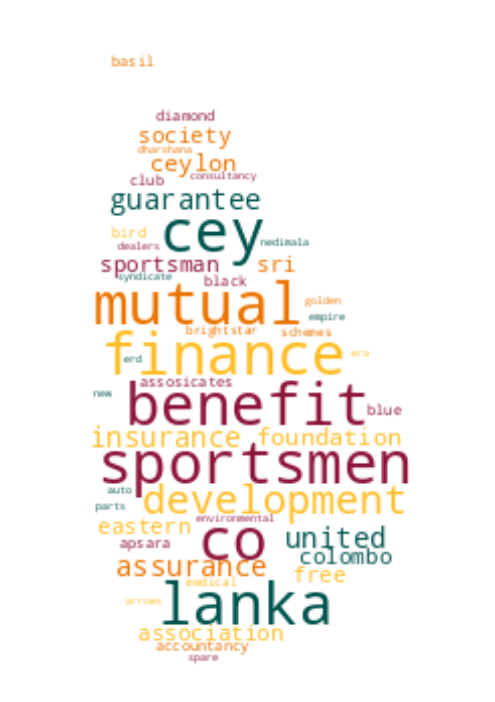 basil
diamond
society
dharshana
ceylon
club consultancy
guarantee
cey
bird
nedimala
dealers
sportsman sri
syndicate
black
mutual
golden
empire
brightstar schemes
finance
erd era
assosicates
new
benefit
blue
insurance foundation
sportsmen
auto
development
parts
environmental
eastern
co united
apsara
colombo
assurance
free
medical
lanka
arrows
association
accountancy
spare